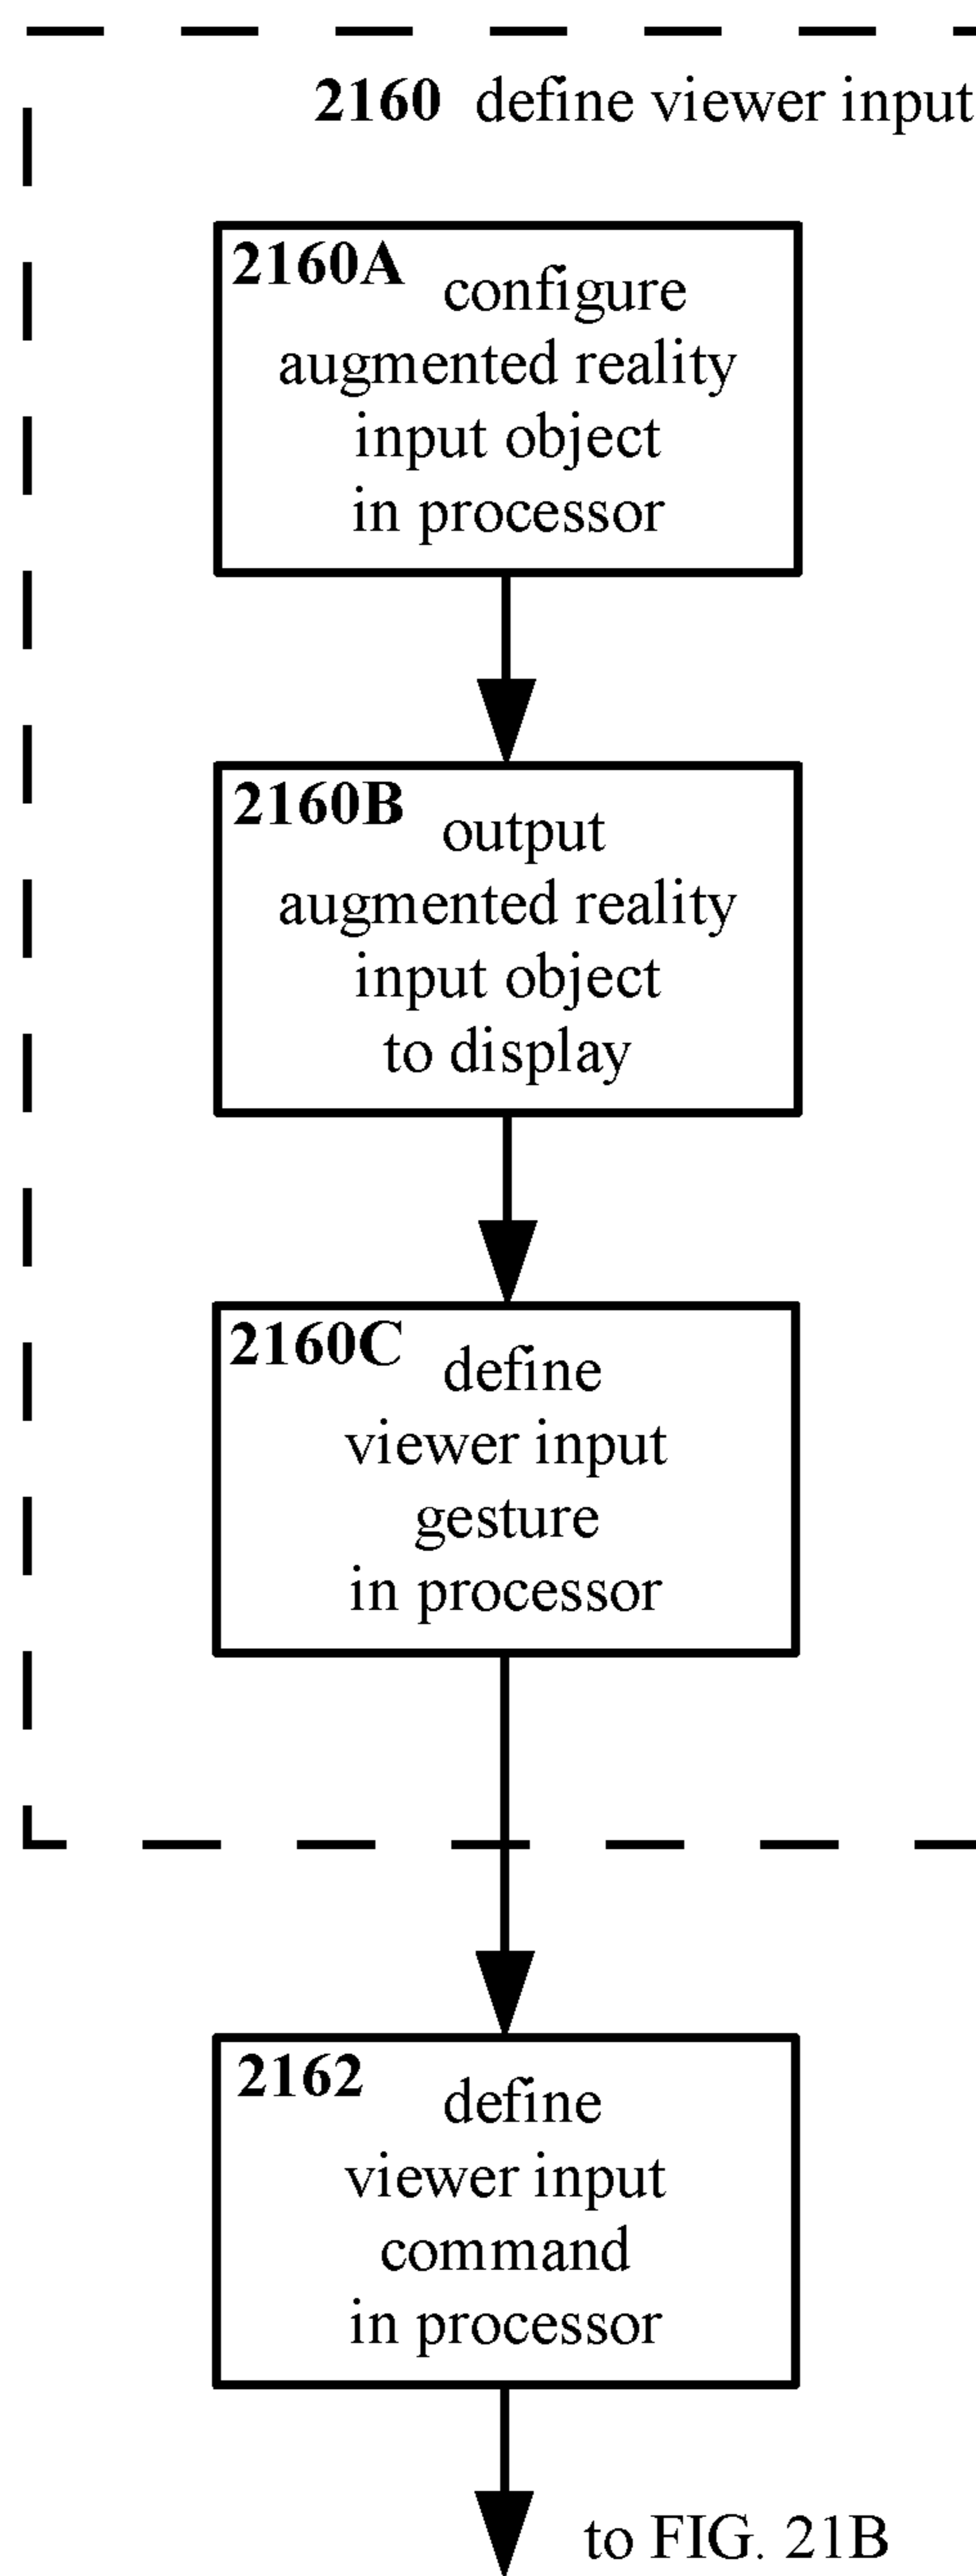 2160 define viewer input
2160A configure
augmented reality
input object
in processor
2160B output
augmented reality
input object
to display
2160C define
viewer input
gesture
in processor
2162 define
viewer input
command
in processor
to FIG. 21B